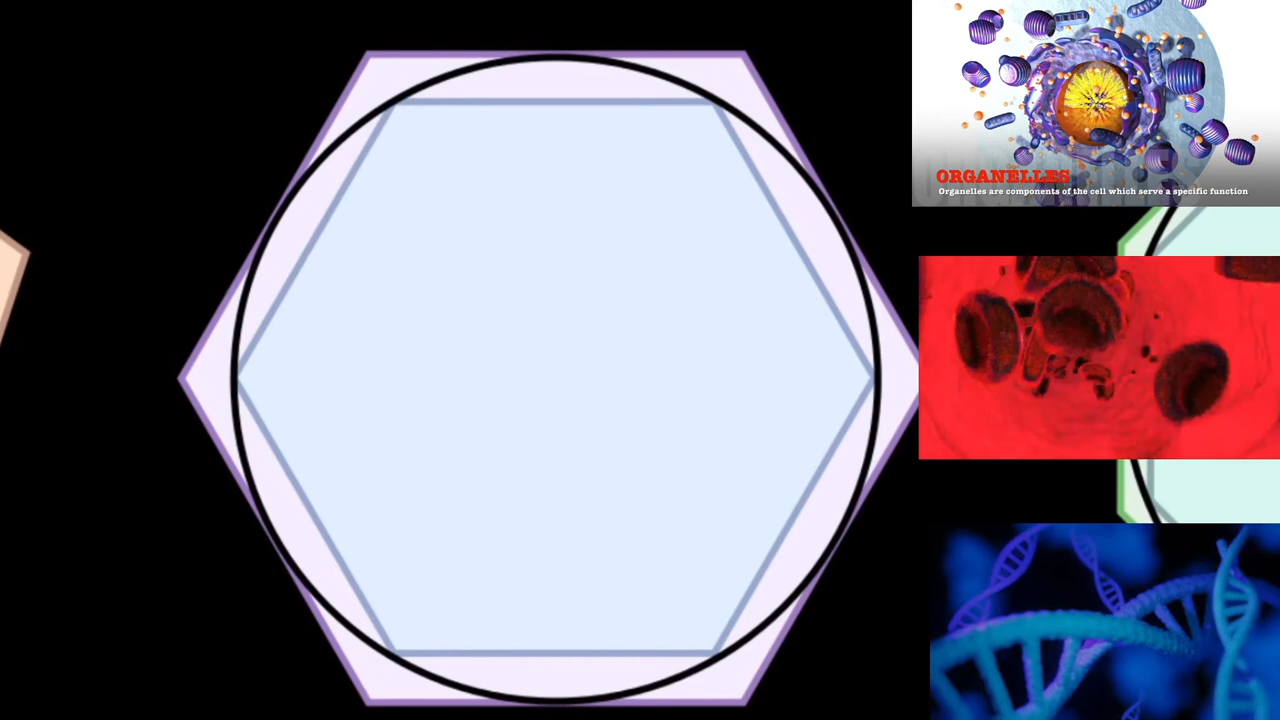 ORGANELLES
Organelles are components of the cell which serve a specific function